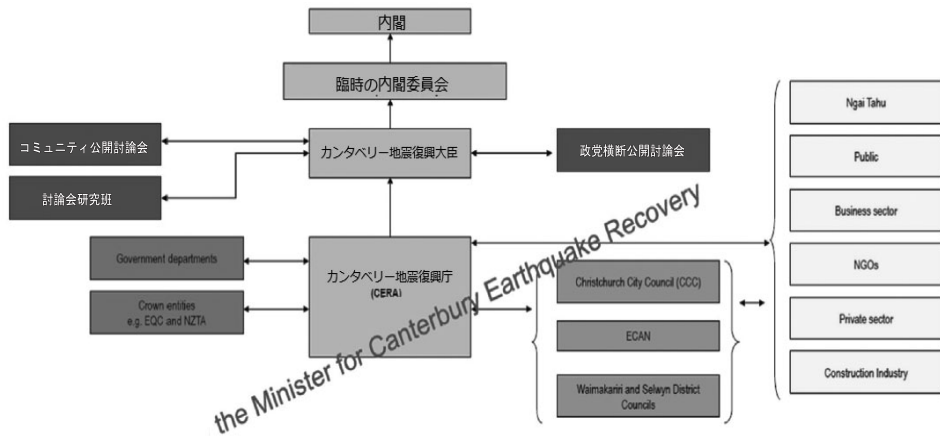 内閣
臨時の内閣委員会
コミュニティ公開討論会
カンタベリー地震復興大臣
政党横断公開討論会
討論会研究班
Government departments
Crown entities
e.g. EQC and NZTA
カンタベリー地震復興庁
(CERA)
the Minister for Canterbury Earthquake Recovery
Christchurch City Council (CCC)
ECAN
Waimakariri and Selwyn District
Councils
Ngai Tahu
Public
Business sector
NGOs
Private sector
Construction Industry